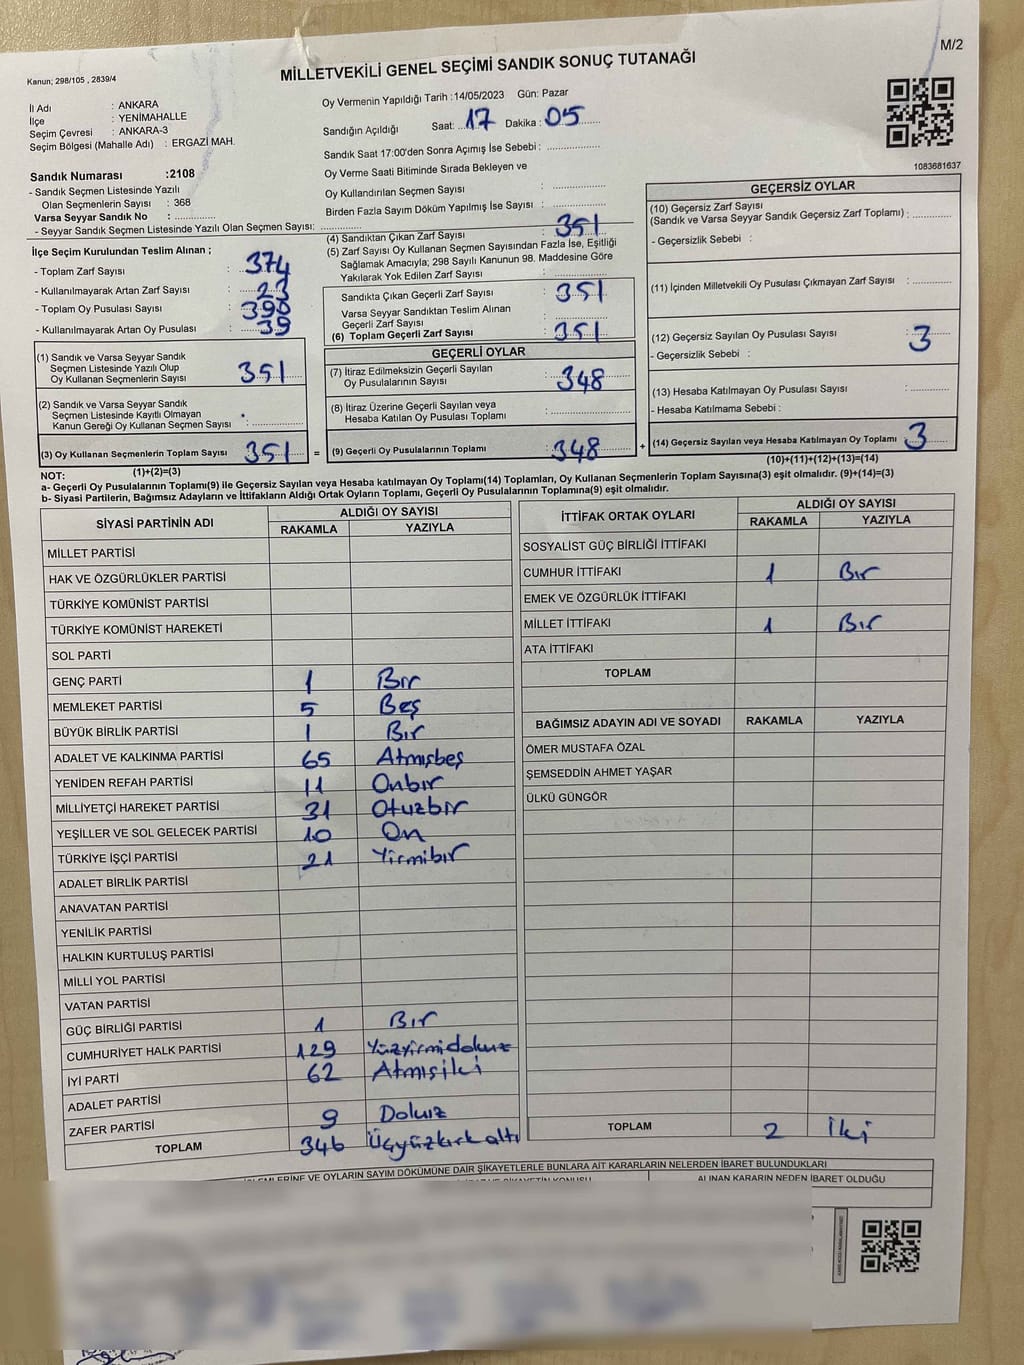 M/2
Kanun; 298/105 , 2839/4
MİLLETVEKİLİ GENEL SEÇİMİ SANDIK SONUÇ TUTANAĞI
İl Adı : ANKARA
İlçe : YENİMAHALLE
Seçim Çevresi : ANKARA-3
Seçim Bölgesi (Mahalle Adı) : ERGAZİ MAH.
Sandık Numarası :2108
- Sandık Seçmen Listesinde Yazılı
Olan Seçmenlerin Sayısı : 368
Varsa Seyyar Sandık No : ..............
- Seyyar Sandık Seçmen Listesinde Yazılı Olan Seçmen Sayısı: ..............
Oy Vermenin Yapıldığı Tarih :14/05/2023 Gün: Pazar
Sandığın Açıldığı Saat: 17 Dakika : 05
Sandık Saat 17:00'den Sonra Açımış İse Sebebi : ..............
Oy Verme Saati Bitiminde Sırada Bekleyen ve
Oy Kullandırılan Seçmen Sayısı : ..............
Birden Fazla Sayım Döküm Yapılmış İse Sayısı : ..............
1083681637
İlçe Seçim Kurulundan Teslim Alınan ;
- Toplam Zarf Sayısı : 374
- Kullanılmayarak Artan Zarf Sayısı : 23
- Toplam Oy Pusulası Sayısı : 390
- Kullanılmayarak Artan Oy Pusulası : 39
(4) Sandıktan Çıkan Zarf Sayısı : 351
(5) Zarf Sayısı Oy Kullanan Seçmen Sayısından Fazla İse, Eşitliği
Sağlamak Amacıyla; 298 Sayılı Kanunun 98. Maddesine Göre
Yakılarak Yok Edilen Zarf Sayısı : ..............
Sandıkta Çıkan Geçerli Zarf Sayısı : 351
Varsa Seyyar Sandıktan Teslim Alınan
Geçerli Zarf Sayısı : ..............
(6) Toplam Geçerli Zarf Sayısı : 351
(1) Sandık ve Varsa Seyyar Sandık
Seçmen Listesinde Yazılı Olup
Oy Kullanan Seçmenlerin Sayısı : 351
(2) Sandık ve Varsa Seyyar Sandık
Seçmen Listesinde Kayıtlı Olmayan
Kanun Gereği Oy Kullanan Seçmen Sayısı : ..............
(3) Oy Kullanan Seçmenlerin Toplam Sayısı : 351 =
(1)+(2)=(3)
GEÇERLİ OYLAR
(7) İtiraz Edilmeksizin Geçerli Sayılan
Oy Pusulalarının Sayısı : 348
(8) İtiraz Üzerine Geçerli Sayılan veya
Hesaba Katılan Oy Pusulası Toplamı : ..............
(9) Geçerli Oy Pusulalarının Toplamı : 348 +
GEÇERSİZ OYLAR
(10) Geçersiz Zarf Sayısı
(Sandık ve Varsa Seyyar Sandık Geçersiz Zarf Toplamı) : ..............
- Geçersizlik Sebebi :
(11) İçinden Milletvekili Oy Pusulası Çıkmayan Zarf Sayısı : ..............
(12) Geçersiz Sayılan Oy Pusulası Sayısı : 3
- Geçersizlik Sebebi :
(13) Hesaba Katılmayan Oy Pusulası Sayısı : ..............
- Hesaba Katılmama Sebebi :
(14) Geçersiz Sayılan veya Hesaba Katılmayan Oy Toplamı : 3
(10)+(11)+(12)+(13)=(14)
NOT:
a- Geçerli Oy Pusulalarının Toplamı(9) ile Geçersiz Sayılan veya Hesaba katılmayan Oy Toplamı(14) Toplamları, Oy Kullanan Seçmenlerin Toplam Sayısına(3) eşit olmalıdır. (9)+(14)=(3)
b- Siyasi Partilerin, Bağımsız Adayların ve İttifakların Aldığı Ortak Oyların Toplamı, Geçerli Oy Pusulalarının Toplamına(9) eşit olmalıdır.
SİYASİ PARTİNİN ADI ALDIĞI OY SAYISI
RAKAMLA YAZIYLA
MİLLET PARTİSİ
HAK VE ÖZGÜRLÜKLER PARTİSİ
TÜRKİYE KOMÜNİST PARTİSİ
TÜRKİYE KOMÜNİST HAREKETİ
SOL PARTİ
GENÇ PARTİ 1 Bir
MEMLEKET PARTİSİ 5 Beş
BÜYÜK BİRLİK PARTİSİ 1 Bir
ADALET VE KALKINMA PARTİSİ 65 Atmışbeş
YENİDEN REFAH PARTİSİ 11 Onbir
MİLLİYETÇİ HAREKET PARTİSİ 31 Otuzbir
YEŞİLLER VE SOL GELECEK PARTİSİ 10 On
TÜRKİYE İŞÇİ PARTİSİ 21 Yirmibir
ADALET BİRLİK PARTİSİ
ANAVATAN PARTİSİ
YENİLİK PARTİSİ
HALKIN KURTULUŞ PARTİSİ
MİLLİ YOL PARTİSİ
VATAN PARTİSİ
GÜÇ BİRLİĞİ PARTİSİ 1 Bir
CUMHURİYET HALK PARTİSİ 129 Yüzyirmidokuz
İYİ PARTİ 62 Atmışiki
ADALET PARTİSİ
ZAFER PARTİSİ 9 Dokuz
TOPLAM 346 Üçyüzkırkaltı
İTTİFAK ORTAK OYLARI ALDIĞI OY SAYISI
RAKAMLA YAZIYLA
SOSYALİST GÜÇ BİRLİĞİ İTTİFAKI
CUMHUR İTTİFAKI 1 Bir
EMEK VE ÖZGÜRLÜK İTTİFAKI
MİLLET İTTİFAKI 1 Bir
ATA İTTİFAKI
TOPLAM
BAĞIMSIZ ADAYIN ADI VE SOYADI RAKAMLA YAZIYLA
ÖMER MUSTAFA ÖZAL
ŞEMSEDDİN AHMET YAŞAR
ÜLKÜ GÜNGÖR
TOPLAM 2 İki
VE OYLARIN SAYIM DÖKÜMÜNE DAİR ŞİKAYETLERLE BUNLARA AİT KARARLARIN NELERDEN İBARET BULUNDUKLARI
ALINAN KARARIN NEDEN İBARET OLDUĞU